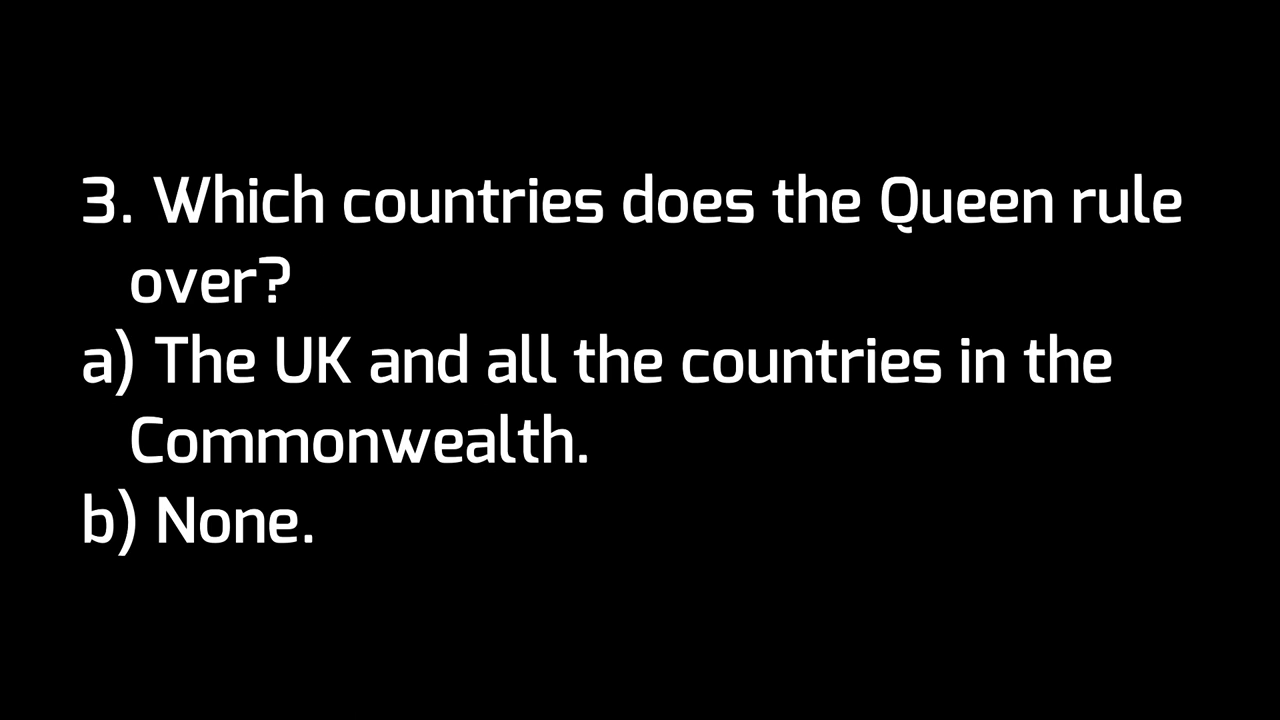 3. Which countries does the Queen rule
over?
a) The UK and all the countries in the
Commonwealth.
b) None.